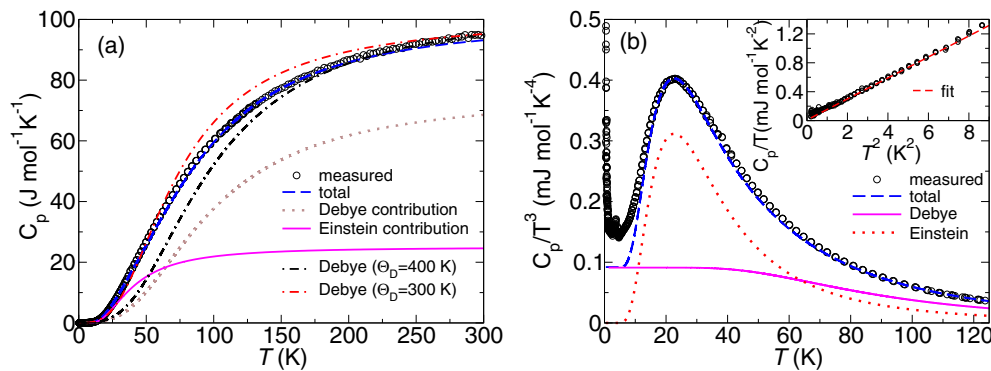 (a)
C_p (J mol^-1 K^-1)
100
80
60
40
20
0
measured
total
Debye contribution
Einstein contribution
Debye (Θ_D=400 K)
Debye (Θ_D=300 K)
0 50 100 150 200 250 300
T (K)
(b)
C_p/T^3 (mJ mol^-1 K^-4)
0.5
0.4
0.3
0.2
0.1
0
measured
total
Debye
Einstein
0 20 40 60 80 100 120
T (K)
C_p/T(mJ mol^-1 K^-2)
1.2
0.8
0.4
0
fit
0 2 4 6 8
T^2 (K^2)